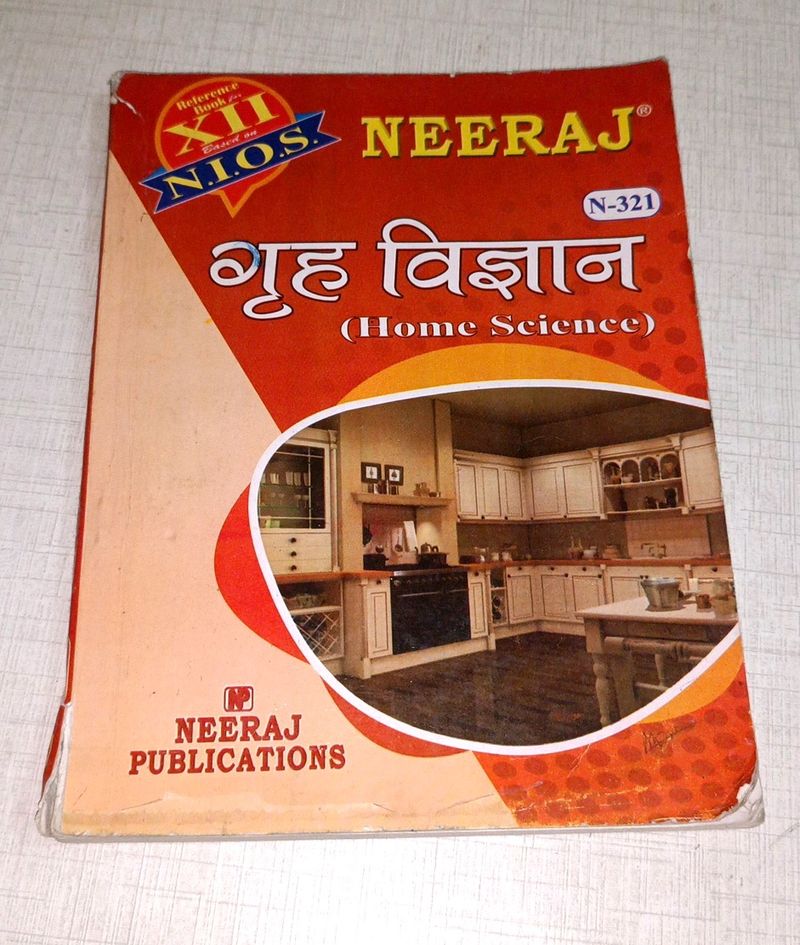 Reference
Book for
XII
Based on
N.I.O.S.
NEERAJ®
N-321
गृह विज्ञान
(Home Science)
NP
NEERAJ
PUBLICATIONS